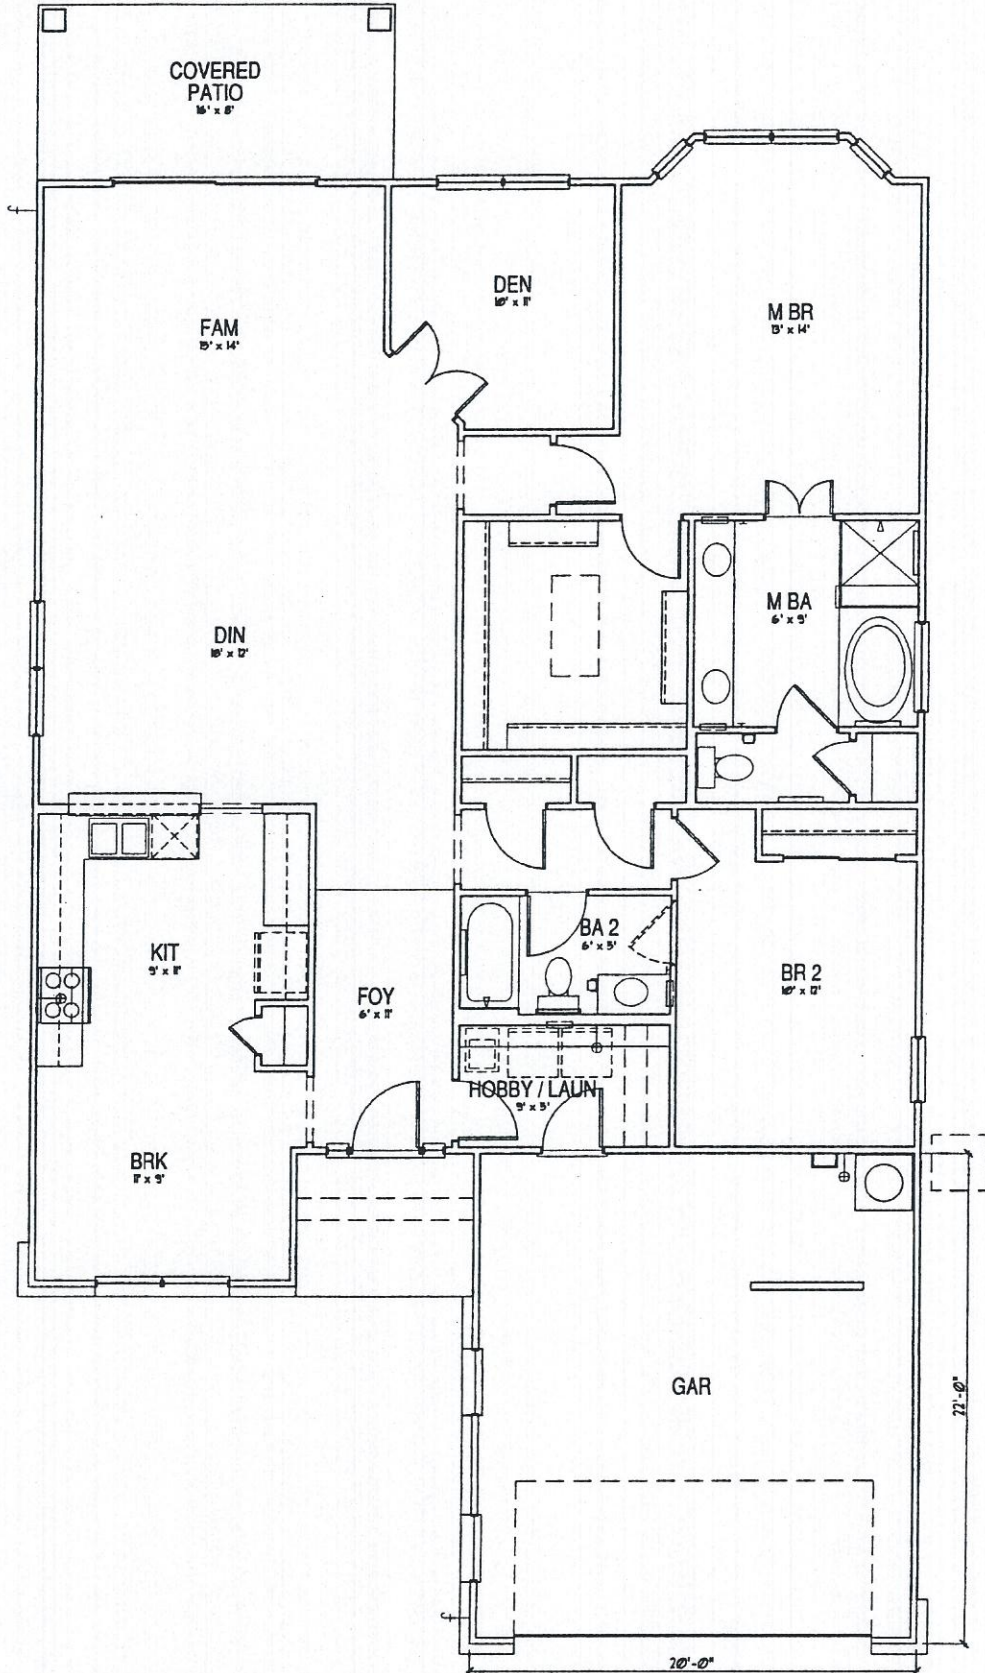 COVERED
PATIO
16' x 8'
DEN
10' x 11'
FAM
15' x 14'
M BR
13' x 14'
DIN
18' x 12'
M BA
6' x 9'
KIT
9' x 11'
BA 2
6' x 5'
BR 2
10' x 12'
FOY
6' x 11'
HOBBY / LAUN
9' x 5'
BRK
11' x 9'
GAR
22'-0"
20'-0"